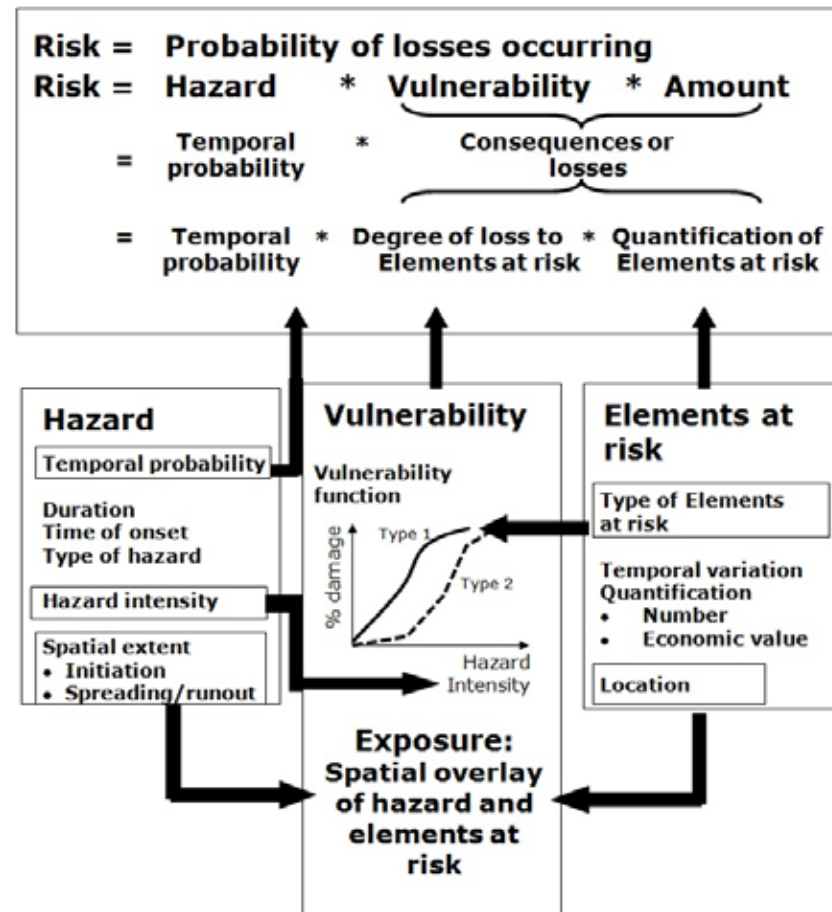 Risk = Probability of losses occurring
Risk = Hazard * Vulnerability * Amount
= Temporal probability * Consequences or losses
= Temporal probability * Degree of loss to Elements at risk * Quantification of Elements at risk
Hazard
Temporal probability
Duration
Time of onset
Type of hazard
Hazard intensity
Spatial extent
• Initiation
• Spreading/runout
Vulnerability
Vulnerability
function
% damage
Type 1
Type 2
Hazard
Intensity
Exposure:
Spatial overlay
of hazard and
elements at
risk
Elements at
risk
Type of Elements
at risk
Temporal variation
Quantification
• Number
• Economic value
Location